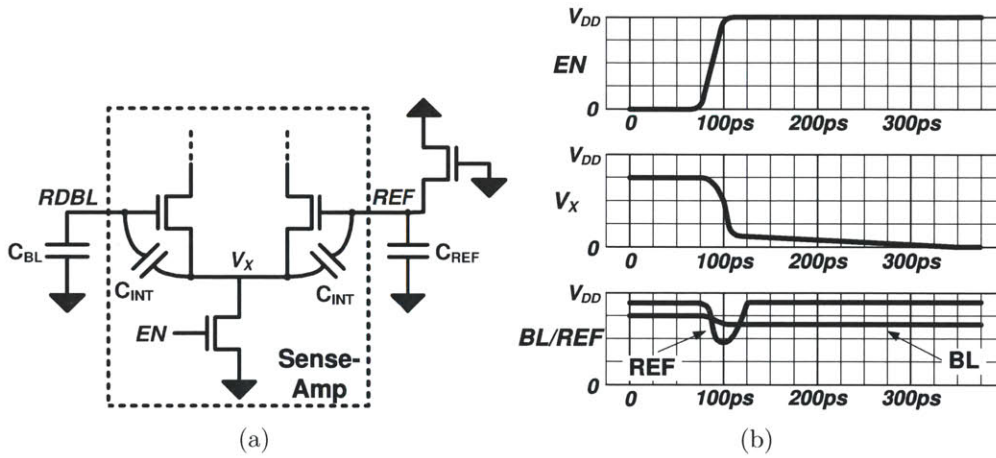 RDBL
REF
C_BL
C_INT
V_X
C_INT
C_REF
EN
Sense-
Amp
(a)
V_DD
EN
0
0 100ps 200ps 300ps
V_DD
V_X
0
0 100ps 200ps 300ps
V_DD
BL/REF
REF
BL
0
0 100ps 200ps 300ps
(b)